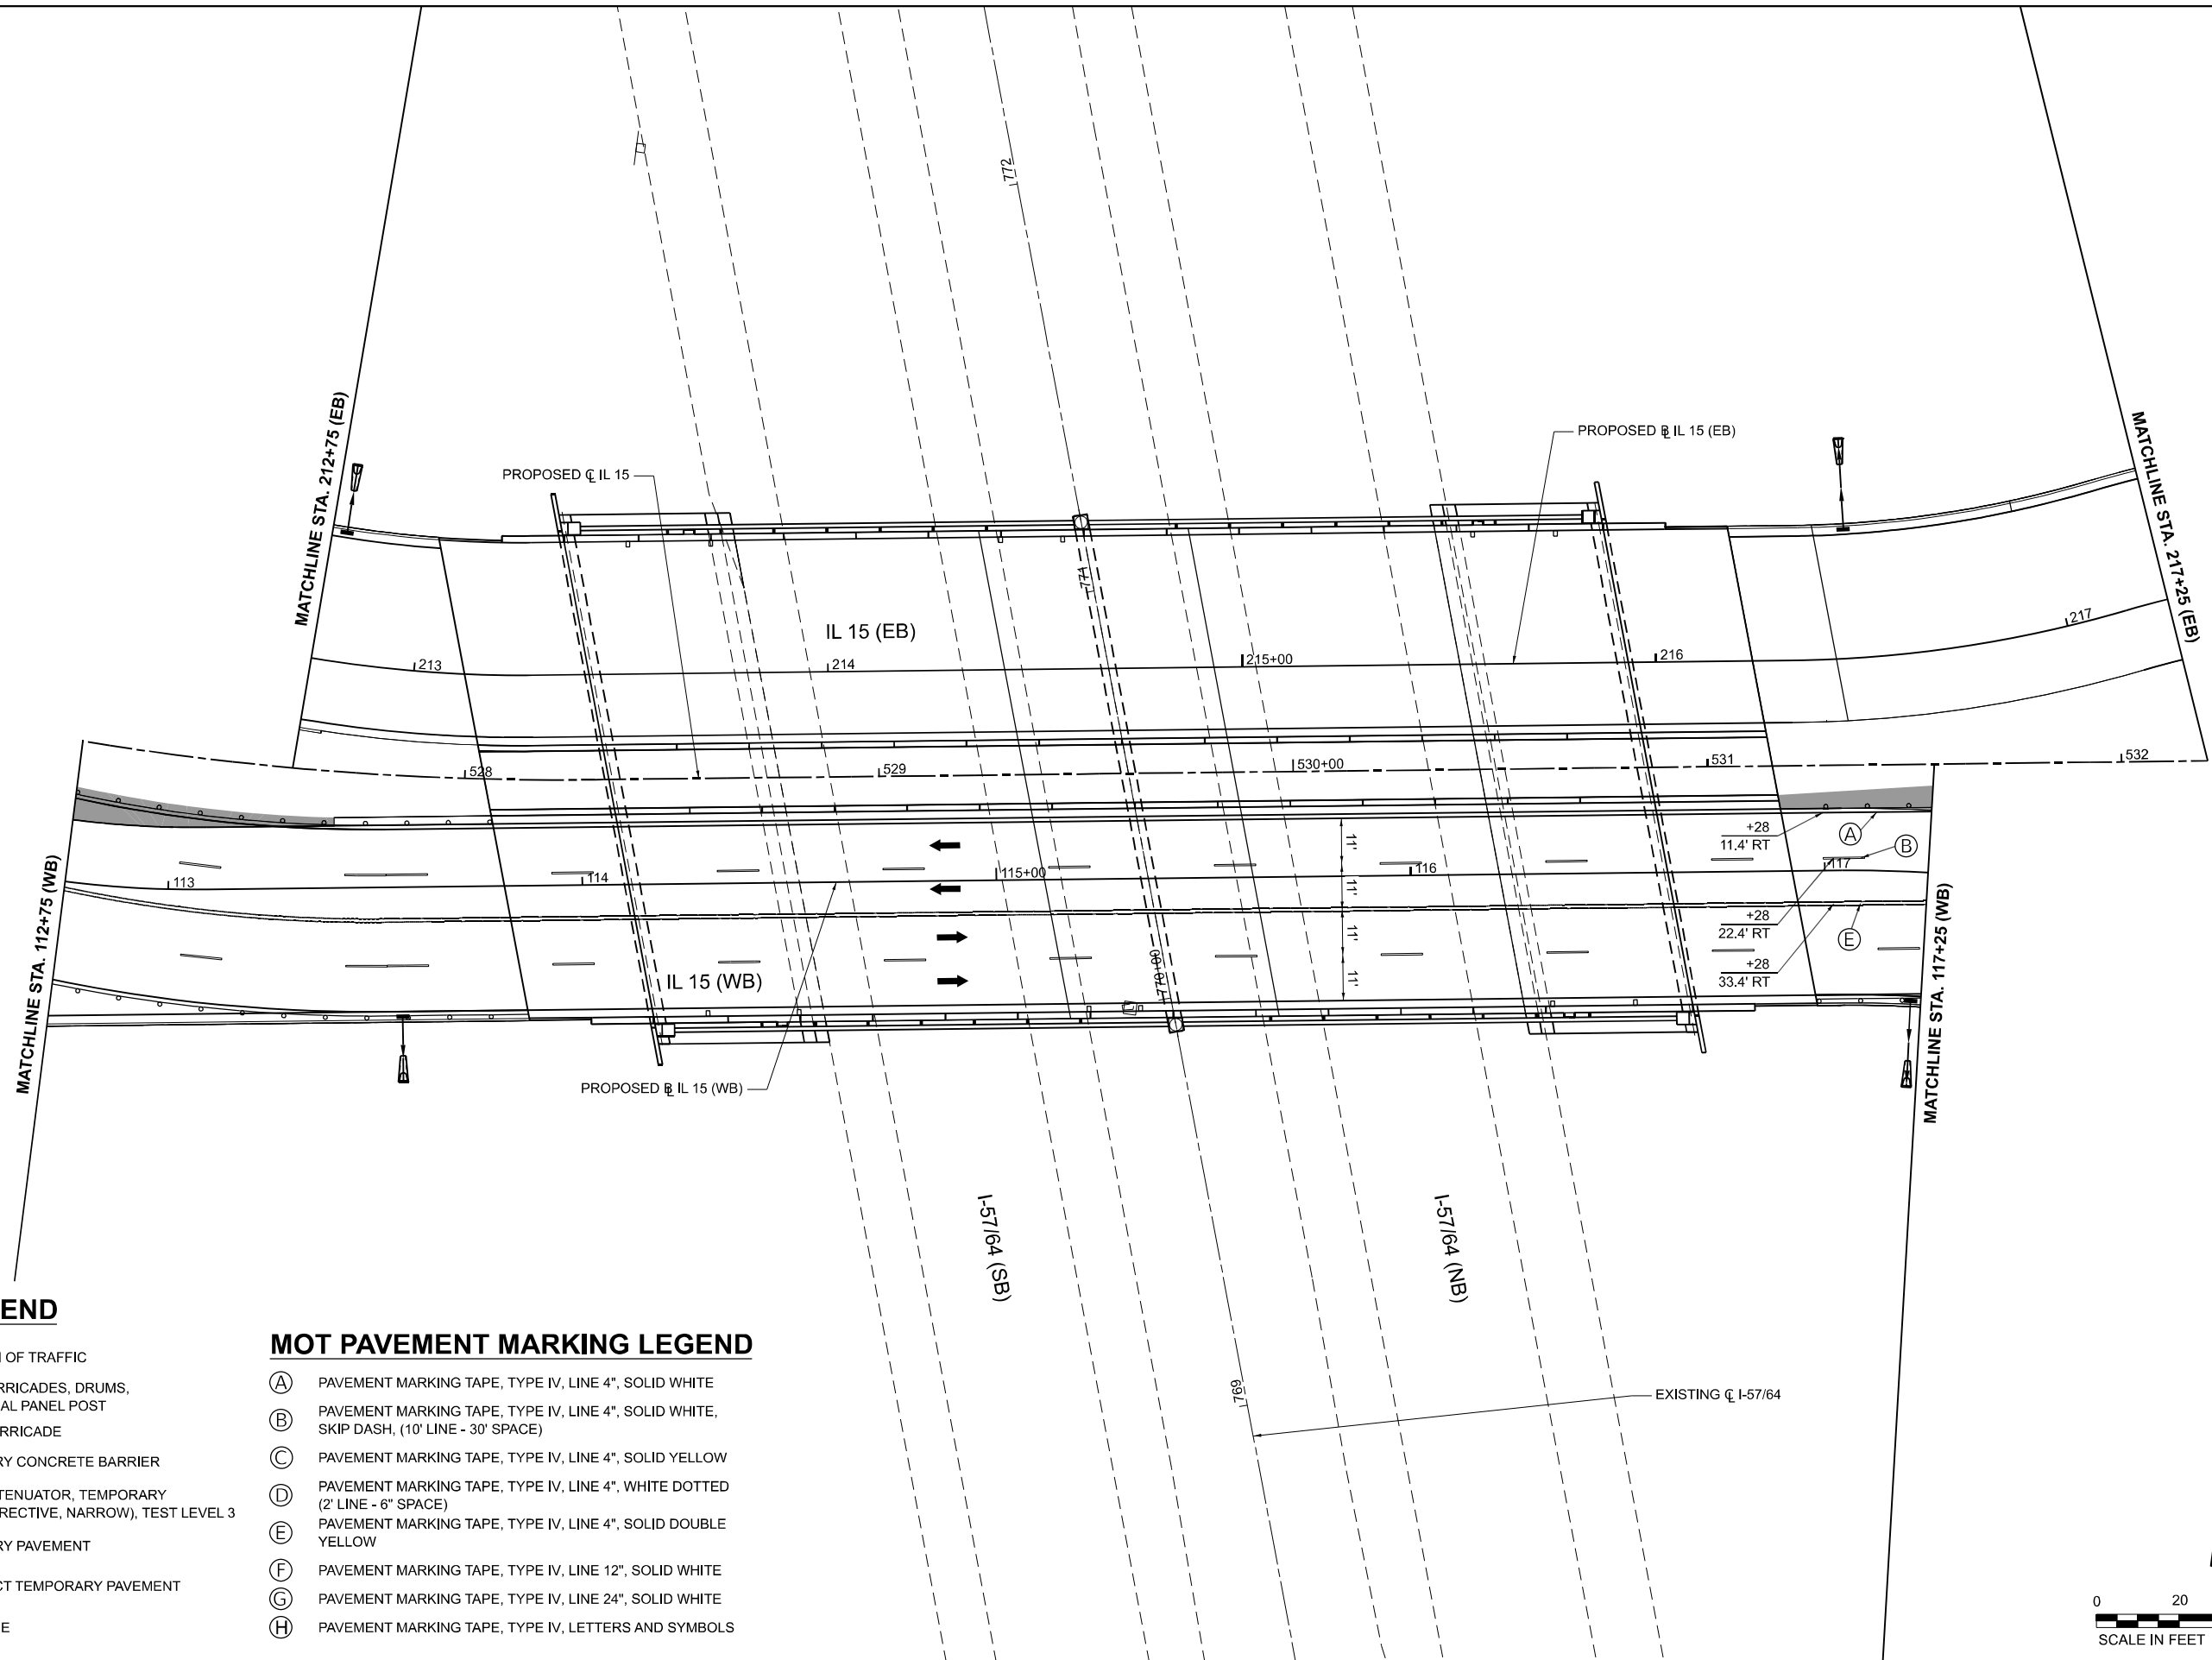 772
MATCHLINE STA. 212+75 (EB)
MATCHLINE STA. 217+25 (EB)
PROPOSED ℄ IL 15
PROPOSED B IL 15 (EB)
771
IL 15 (EB)
213
214
215+00
216
217
528
529
530+00
531
532
MATCHLINE STA. 112+75 (WB)
MATCHLINE STA. 117+25 (WB)
113
114
115+00
116
117
11'
11'
11'
11'
+28
11.4' RT
+28
22.4' RT
+28
33.4' RT
A
B
E
IL 15 (WB)
770+00
PROPOSED B IL 15 (WB)
I-57/64 (SB)
I-57/64 (NB)
769
EXISTING ℄ I-57/64
END
OF TRAFFIC
RRICADES, DRUMS,
AL PANEL POST
RRICADE
RY CONCRETE BARRIER
TENUATOR, TEMPORARY
RECTIVE, NARROW), TEST LEVEL 3
RY PAVEMENT
CT TEMPORARY PAVEMENT
E
MOT PAVEMENT MARKING LEGEND
A PAVEMENT MARKING TAPE, TYPE IV, LINE 4", SOLID WHITE
B PAVEMENT MARKING TAPE, TYPE IV, LINE 4", SOLID WHITE,
SKIP DASH, (10' LINE - 30' SPACE)
C PAVEMENT MARKING TAPE, TYPE IV, LINE 4", SOLID YELLOW
D PAVEMENT MARKING TAPE, TYPE IV, LINE 4", WHITE DOTTED
(2' LINE - 6" SPACE)
E PAVEMENT MARKING TAPE, TYPE IV, LINE 4", SOLID DOUBLE
YELLOW
F PAVEMENT MARKING TAPE, TYPE IV, LINE 12", SOLID WHITE
G PAVEMENT MARKING TAPE, TYPE IV, LINE 24", SOLID WHITE
H PAVEMENT MARKING TAPE, TYPE IV, LETTERS AND SYMBOLS
0 20
SCALE IN FEET